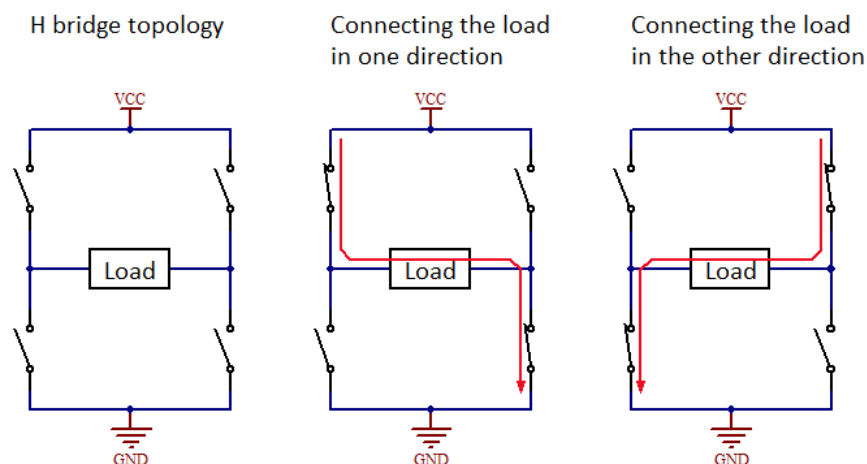 H bridge topology
Connecting the load
in one direction
Connecting the load
in the other direction
VCC
VCC
VCC
Load
Load
Load
GND
GND
GND